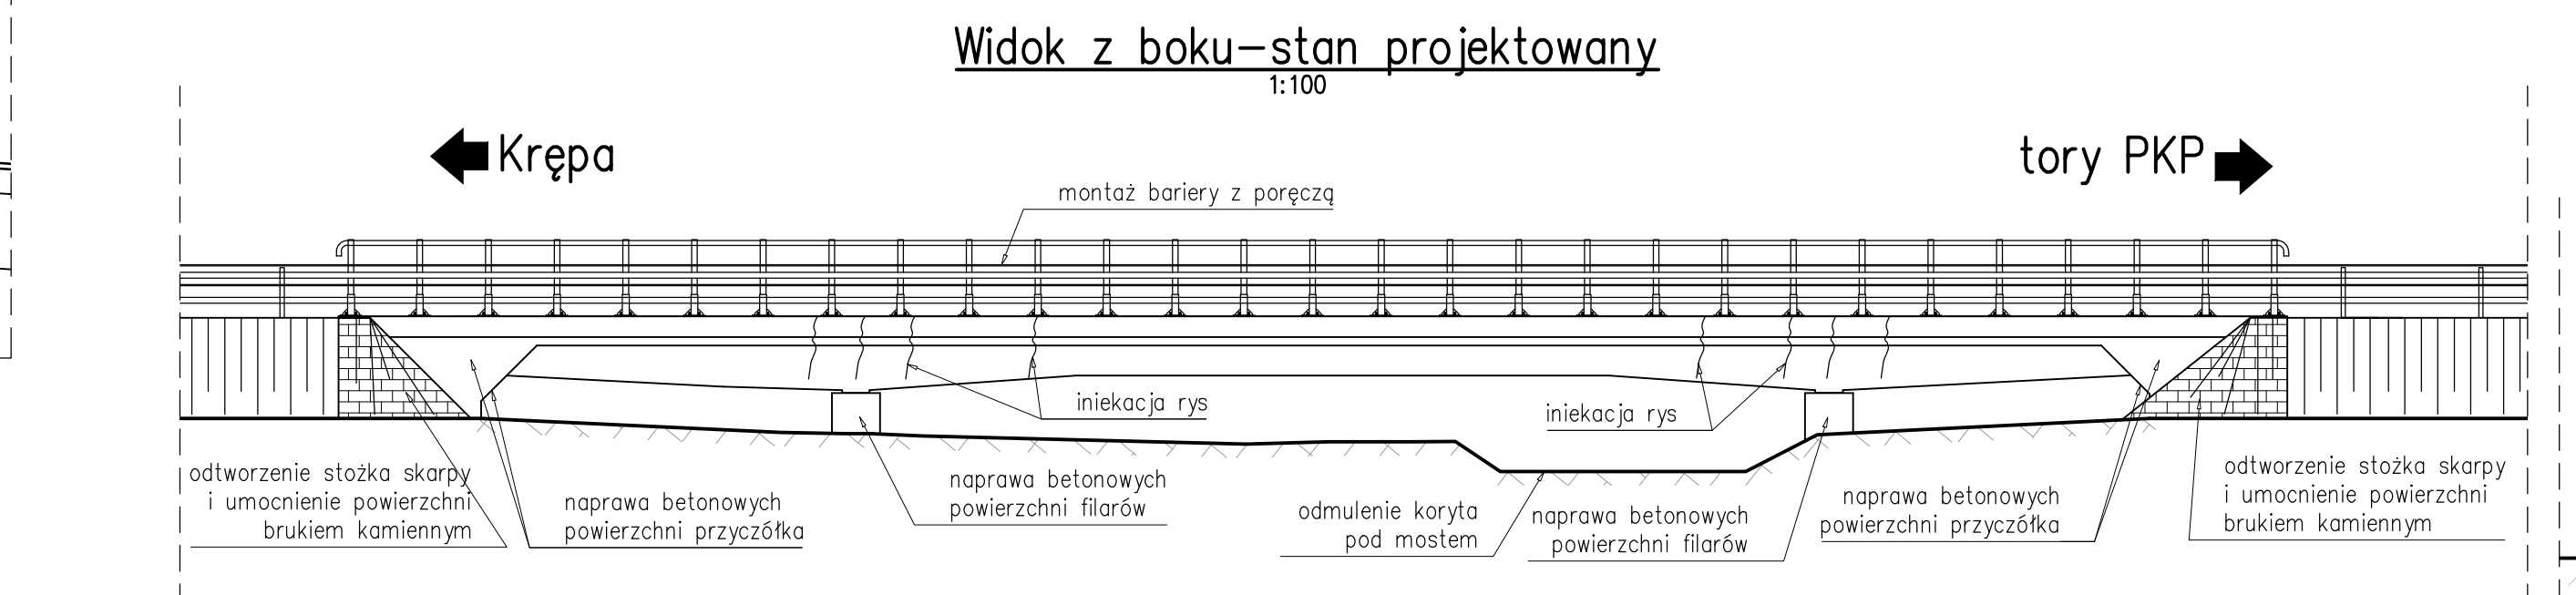 Widok z boku-stan projektowany
1:100
Krępa
tory PKP
montaż bariery z poręczą
iniekacja rys
iniekacja rys
odtworzenie stożka skarpy
i umocnienie powierzchni
brukiem kamiennym
naprawa betonowych
powierzchni przyczółka
naprawa betonowych
powierzchni filarów
odmulenie koryta
pod mostem
naprawa betonowych
powierzchni filarów
naprawa betonowych
powierzchni przyczółka
odtworzenie stożka skarpy
i umocnienie powierzchni
brukiem kamiennym